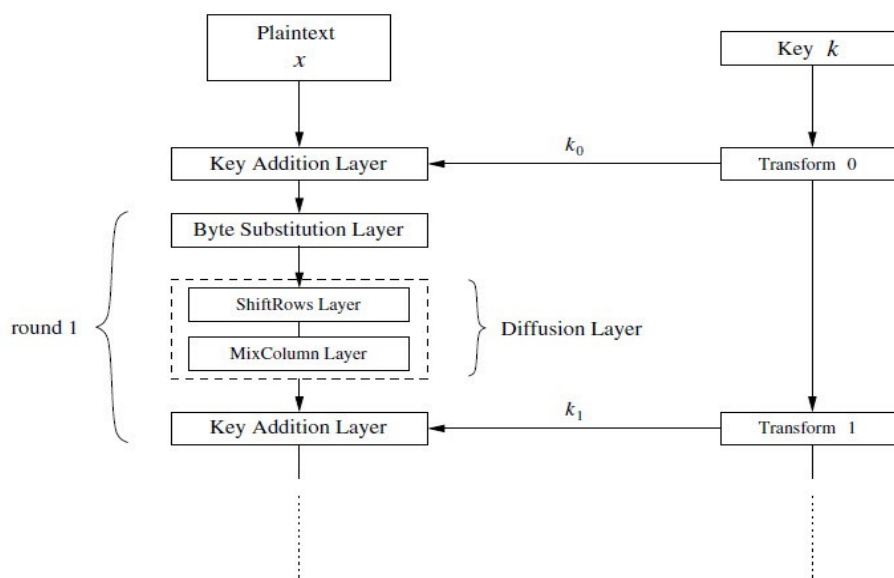 Plaintext
x
Key k
Key Addition Layer
k0
Transform 0
Byte Substitution Layer
ShiftRows Layer
round 1
Diffusion Layer
MixColumn Layer
Key Addition Layer
k1
Transform 1